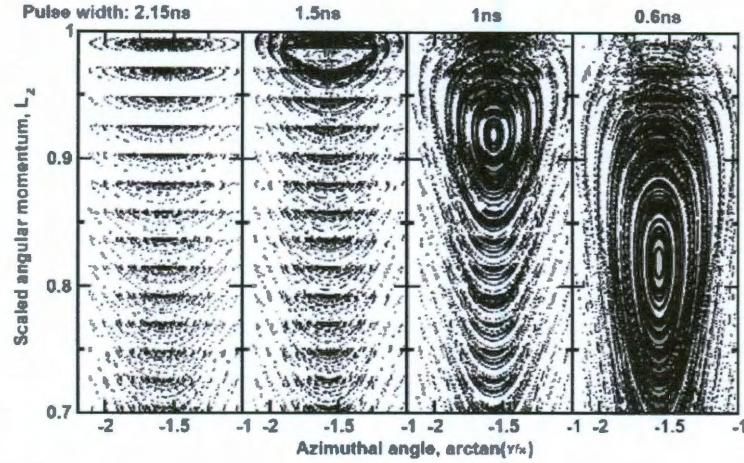 Pulse width: 2.15ns 1.5ns 1ns 0.6ns
Scaled angular momentum, L_z
1
0.9
0.8
0.7
-2 -1.5 -1 -2 -1.5 -1 -2 -1.5 -1 -2 -1.5 -1
Azimuthal angle, arctan(y/x)